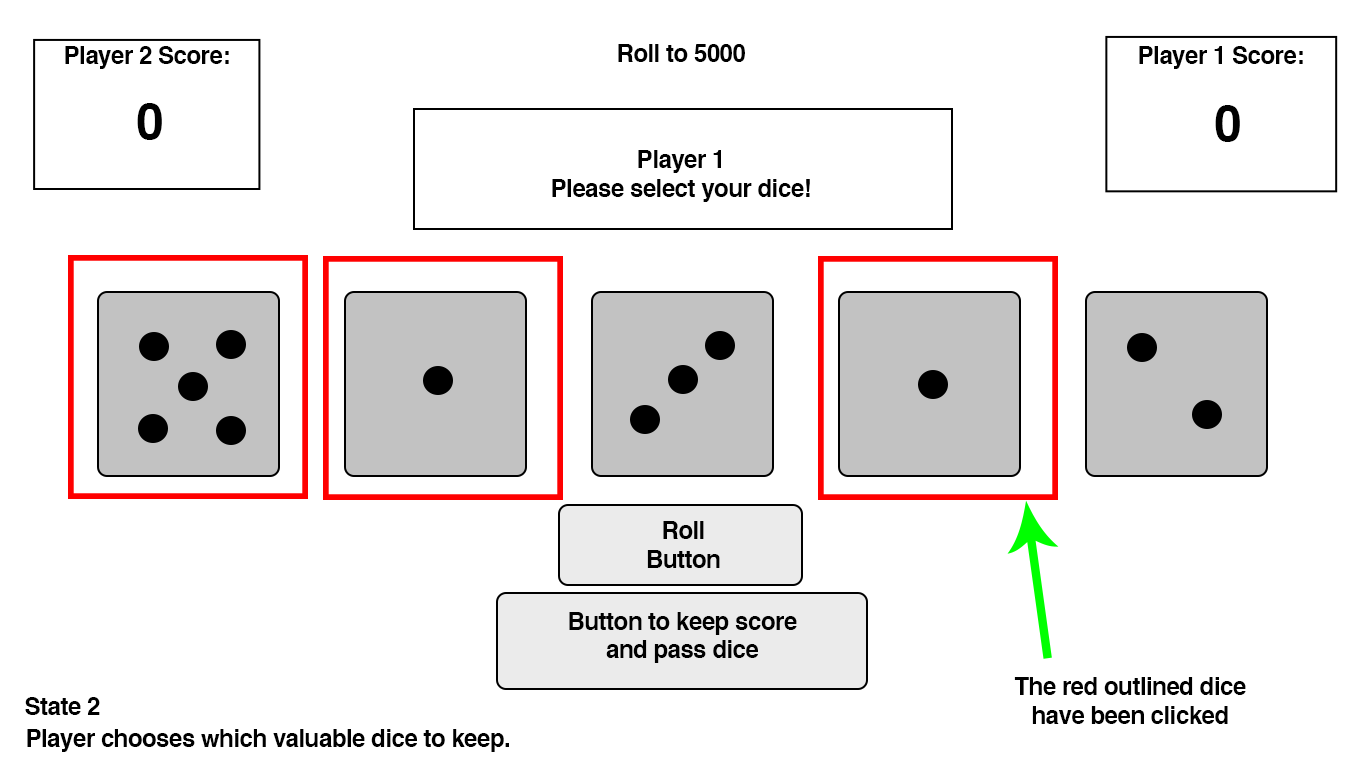 Player 2 Score:
0
Roll to 5000
Player 1 Score:
0
Player 1
Please select your dice!
Roll
Button
Button to keep score
and pass dice
The red outlined dice
have been clicked
State 2
Player chooses which valuable dice to keep.